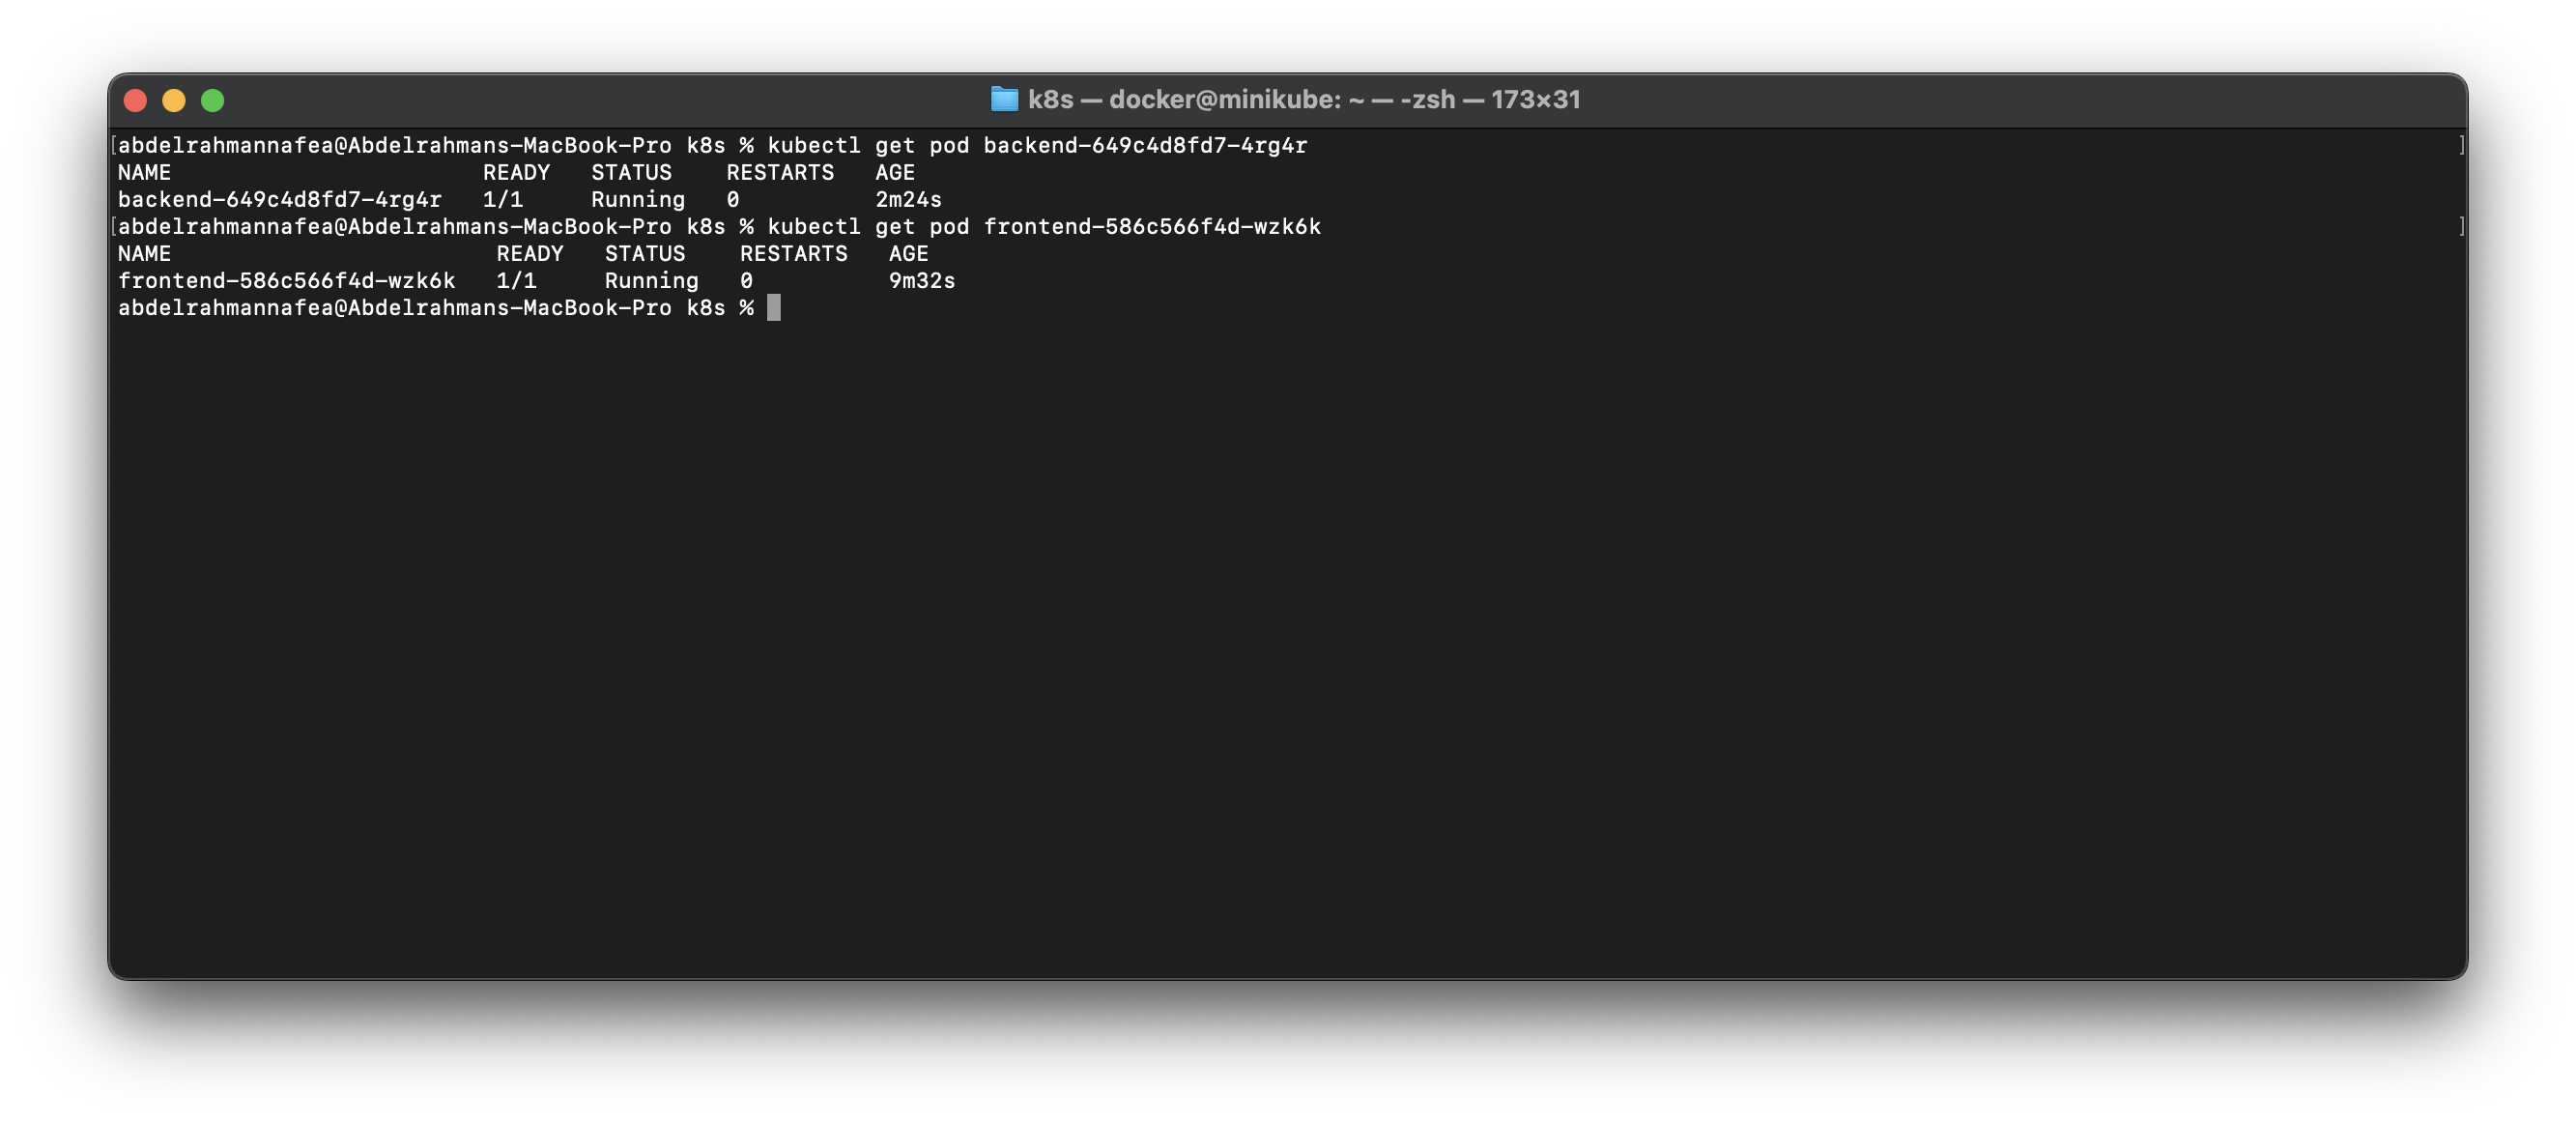 k8s — docker@minikube: ~ — -zsh — 173×31
[abdelrahmannafea@Abdelrahmans-MacBook-Pro k8s % kubectl get pod backend-649c4d8fd7-4rg4r ]
NAME READY STATUS RESTARTS AGE
backend-649c4d8fd7-4rg4r 1/1 Running 0 2m24s
[abdelrahmannafea@Abdelrahmans-MacBook-Pro k8s % kubectl get pod frontend-586c566f4d-wzk6k ]
NAME READY STATUS RESTARTS AGE
frontend-586c566f4d-wzk6k 1/1 Running 0 9m32s
abdelrahmannafea@Abdelrahmans-MacBook-Pro k8s %